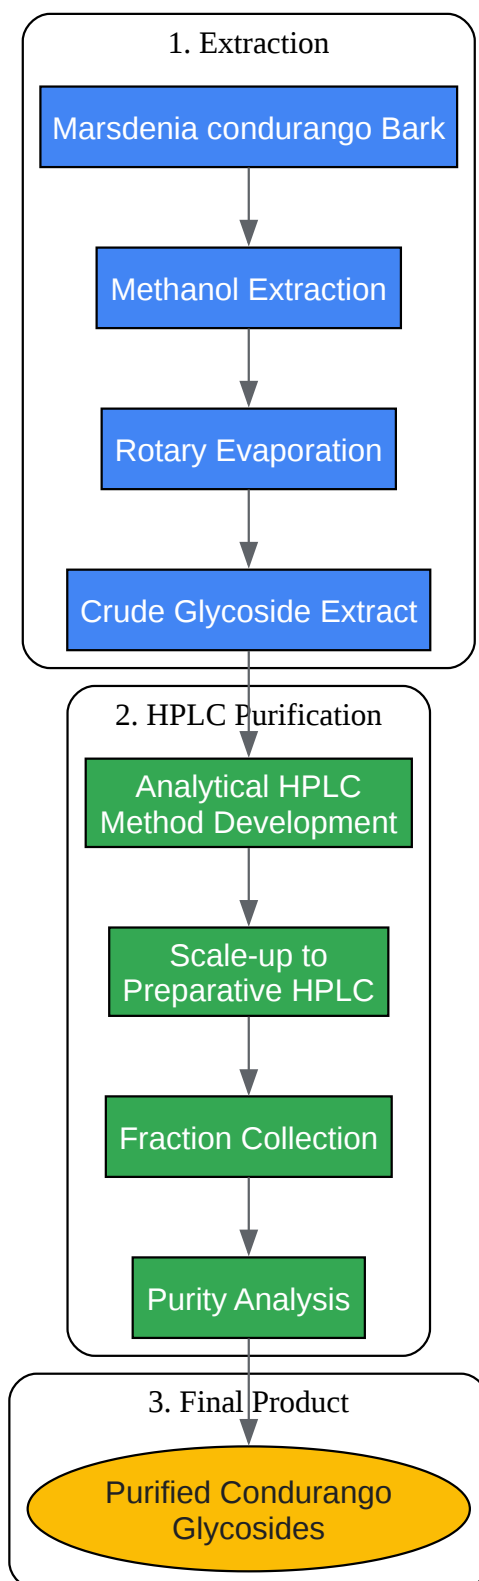 1. Extraction
Marsdenia condurango Bark
Methanol Extraction
Rotary Evaporation
Crude Glycoside Extract
2. HPLC Purification
Analytical HPLC
Method Development
Scale-up to
Preparative HPLC
Fraction Collection
Purity Analysis
3. Final Product
Purified Condurango
Glycosides